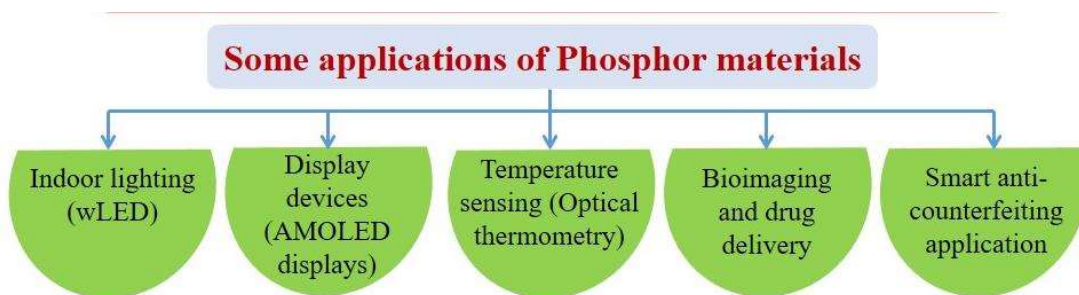 Some applications of Phosphor materials
Indoor lighting
(wLED)
Display
devices
(AMOLED
displays)
Temperature
sensing (Optical
thermometry)
Bioimaging
and drug
delivery
Smart anti-
counterfeiting
application